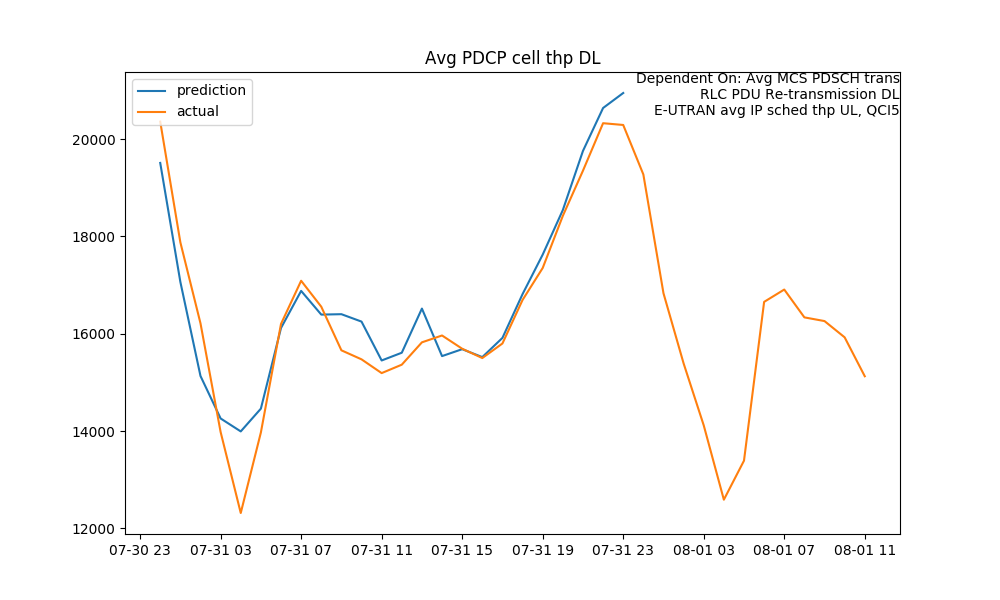 Avg PDCP cell thp DL
prediction
actual
Dependent On: Avg MCS PDSCH trans
RLC PDU Re-transmission DL
E-UTRAN avg IP sched thp UL, QCI5
20000
18000
16000
14000
12000
07-30 23
07-31 03
07-31 07
07-31 11
07-31 15
07-31 19
07-31 23
08-01 03
08-01 07
08-01 11